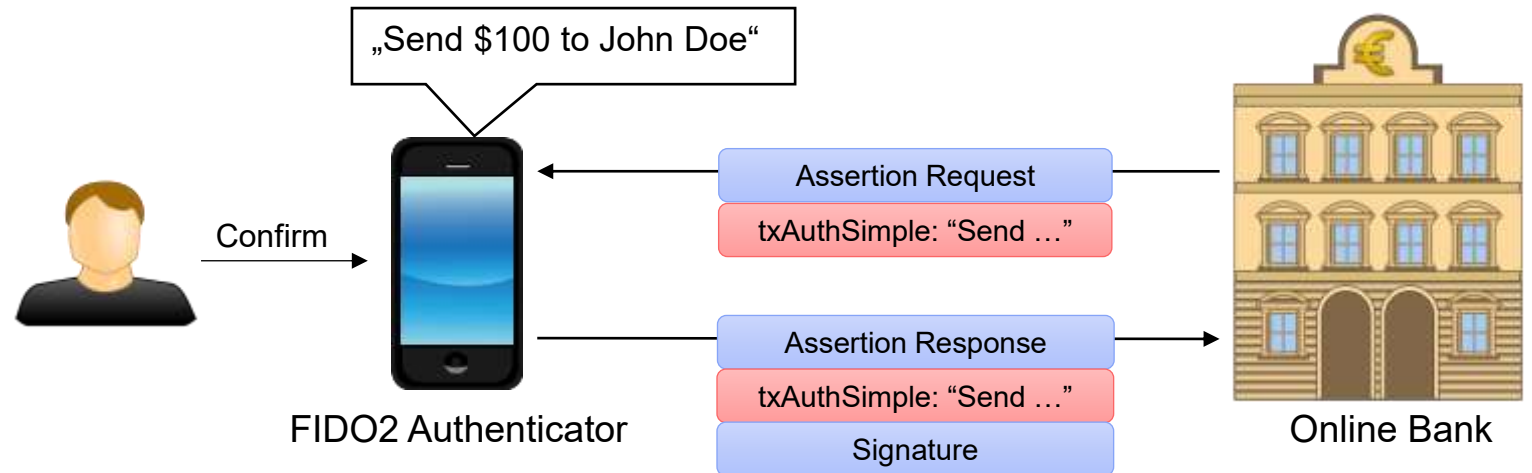 „Send $100 to John Doe“
Assertion Request
txAuthSimple: “Send …”
Confirm
Assertion Response
txAuthSimple: “Send …”
Signature
FIDO2 Authenticator
Online Bank
€